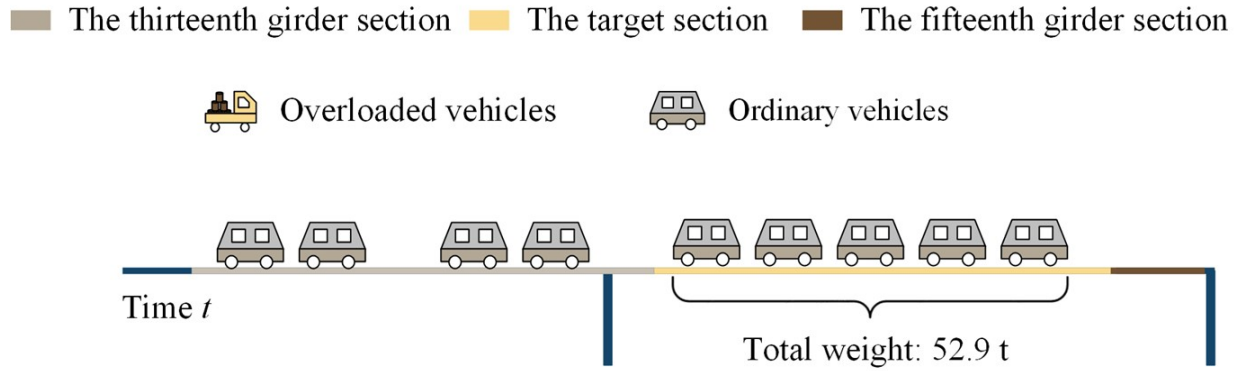 The thirteenth girder section The target section The fifteenth girder section
Overloaded vehicles Ordinary vehicles
Time t
Total weight: 52.9 t